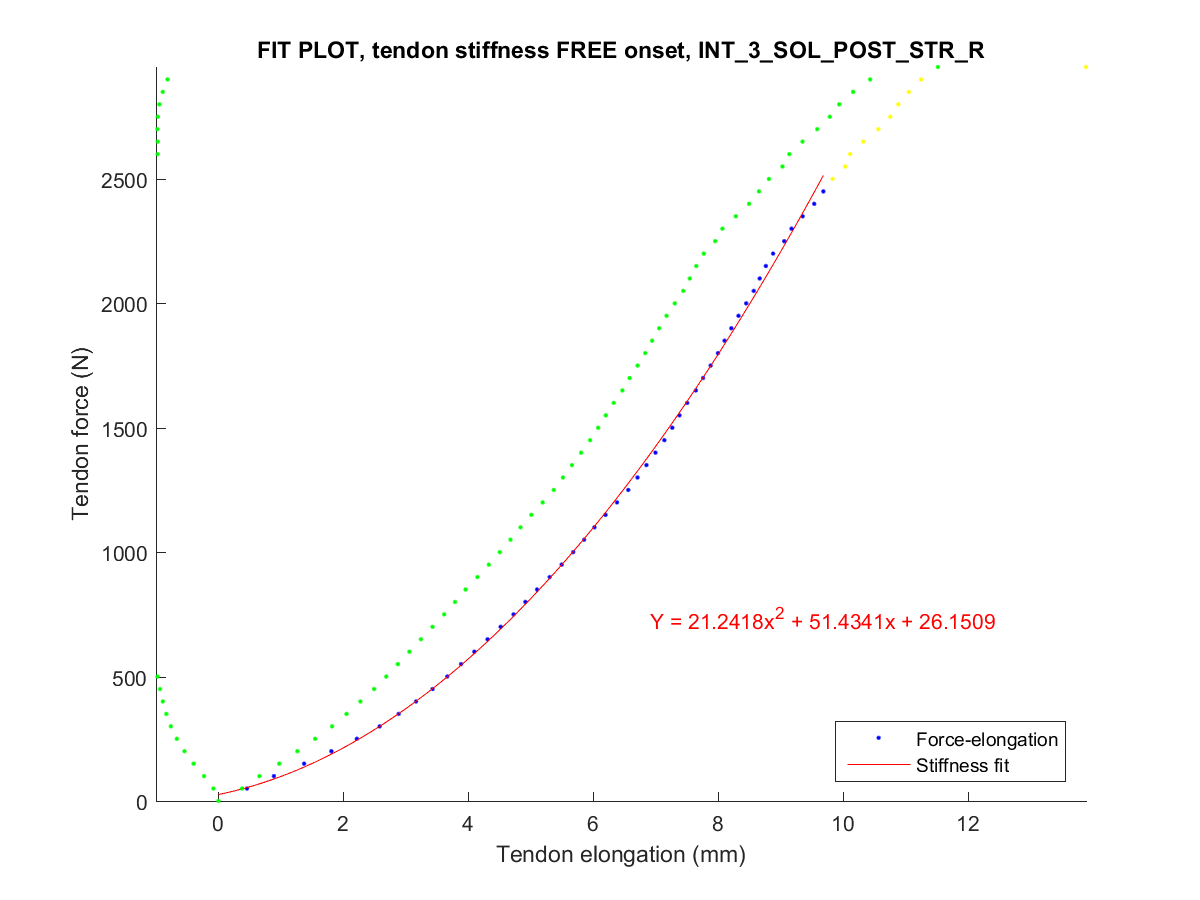 FIT PLOT, tendon stiffness FREE onset, INT_3_SOL_POST_STR_R
Tendon force (N)
2500
2000
1500
1000
500
0
Y = 21.2418x² + 51.4341x + 26.1509
Force-elongation
Stiffness fit
0 2 4 6 8 10 12
Tendon elongation (mm)